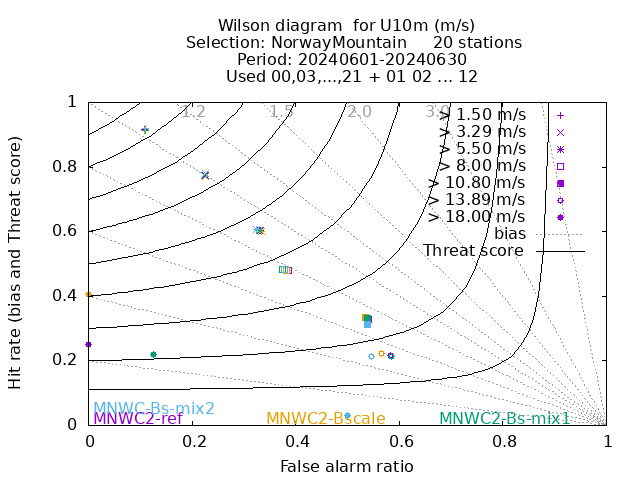 Wilson diagram  for U10m (m/s)
Selection: NorwayMountain     20 stations
Period: 20240601-20240630
Used 00,03,...,21 + 01 02 ... 12
Hit rate (bias and Threat score)
1
0.8
0.6
0.4
0.2
0
1.2
1.5
2.0
3.0
> 1.50 m/s
> 3.29 m/s
> 5.50 m/s
> 8.00 m/s
> 10.80 m/s
> 13.89 m/s
> 18.00 m/s
bias
Threat score
MNWC-Bs-mix2
MNWC2-ref
MNWC2-Bscale
MNWC2-Bs-mix1
0
0.2
0.4
0.6
0.8
1
False alarm ratio